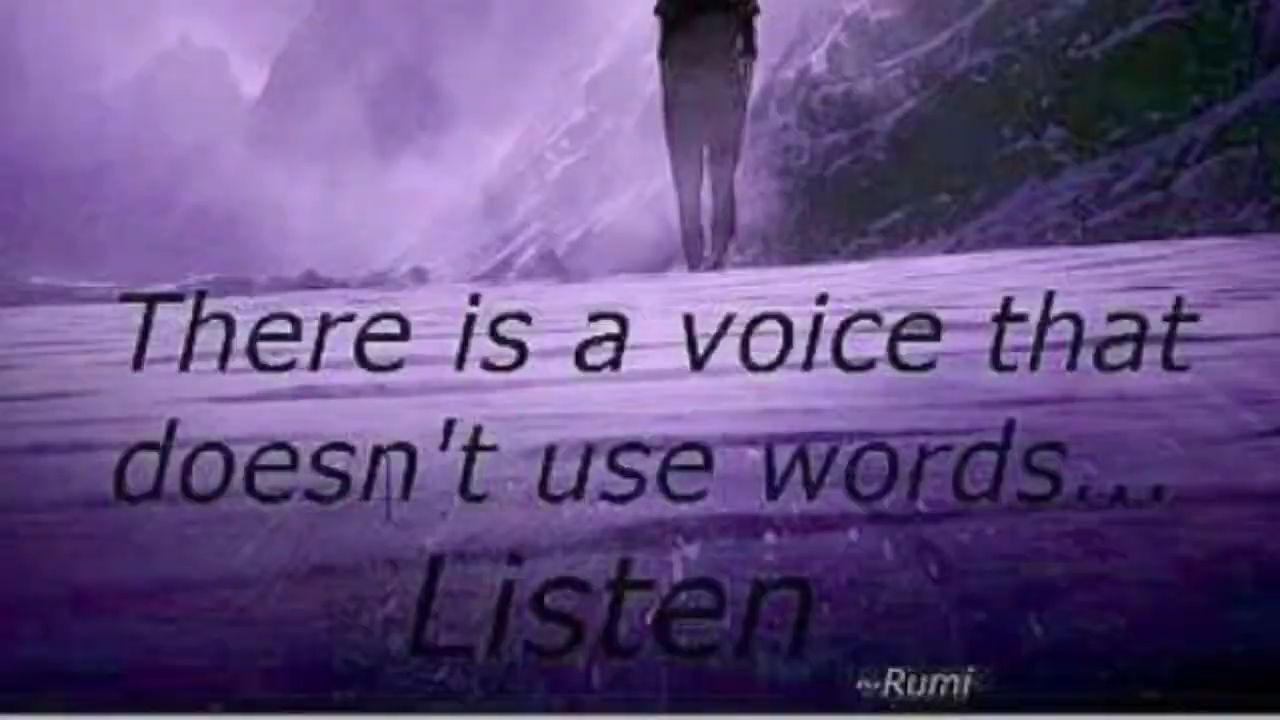 There is a voice that
doesn't use words....
Listen
~Rumi